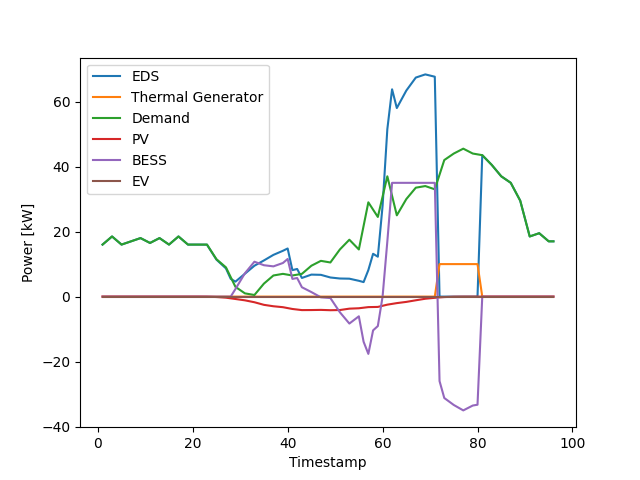 EDS
Thermal Generator
Demand
PV
BESS
EV
Power [kW]
60
40
20
0
−20
−40
0 20 40 60 80 100
Timestamp